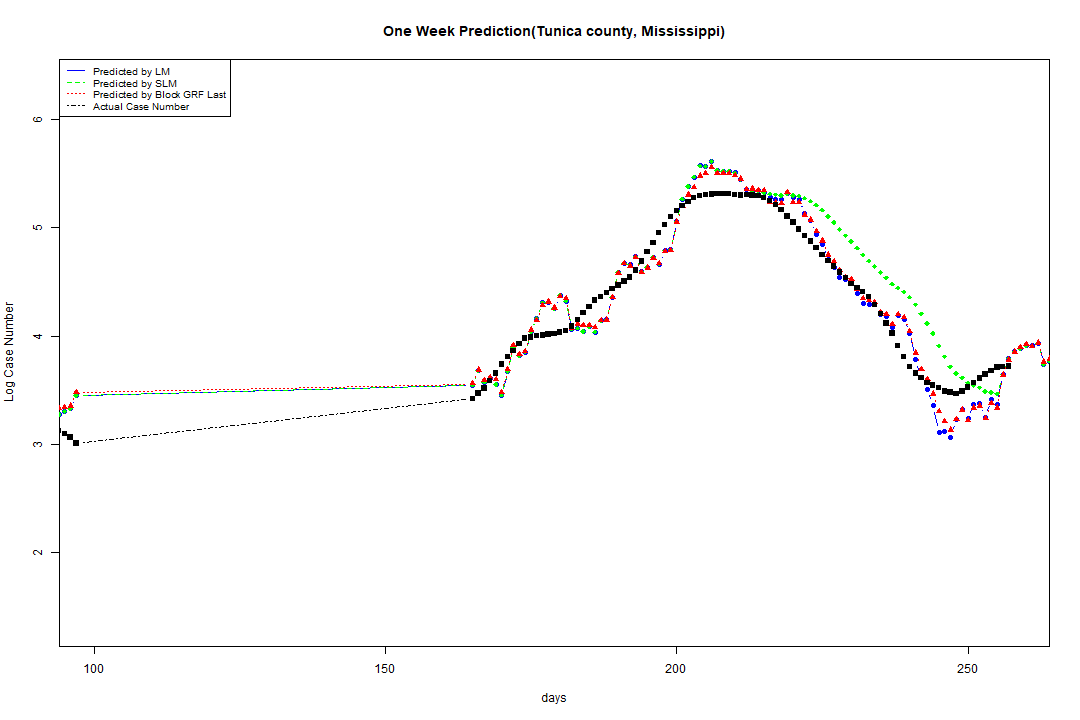 One Week Prediction(Tunica county, Mississippi)
Predicted by LM
Predicted by SLM
Predicted by Block GRF Last
Actual Case Number
6
5
4
3
2
Log Case Number
100
150
200
250
days